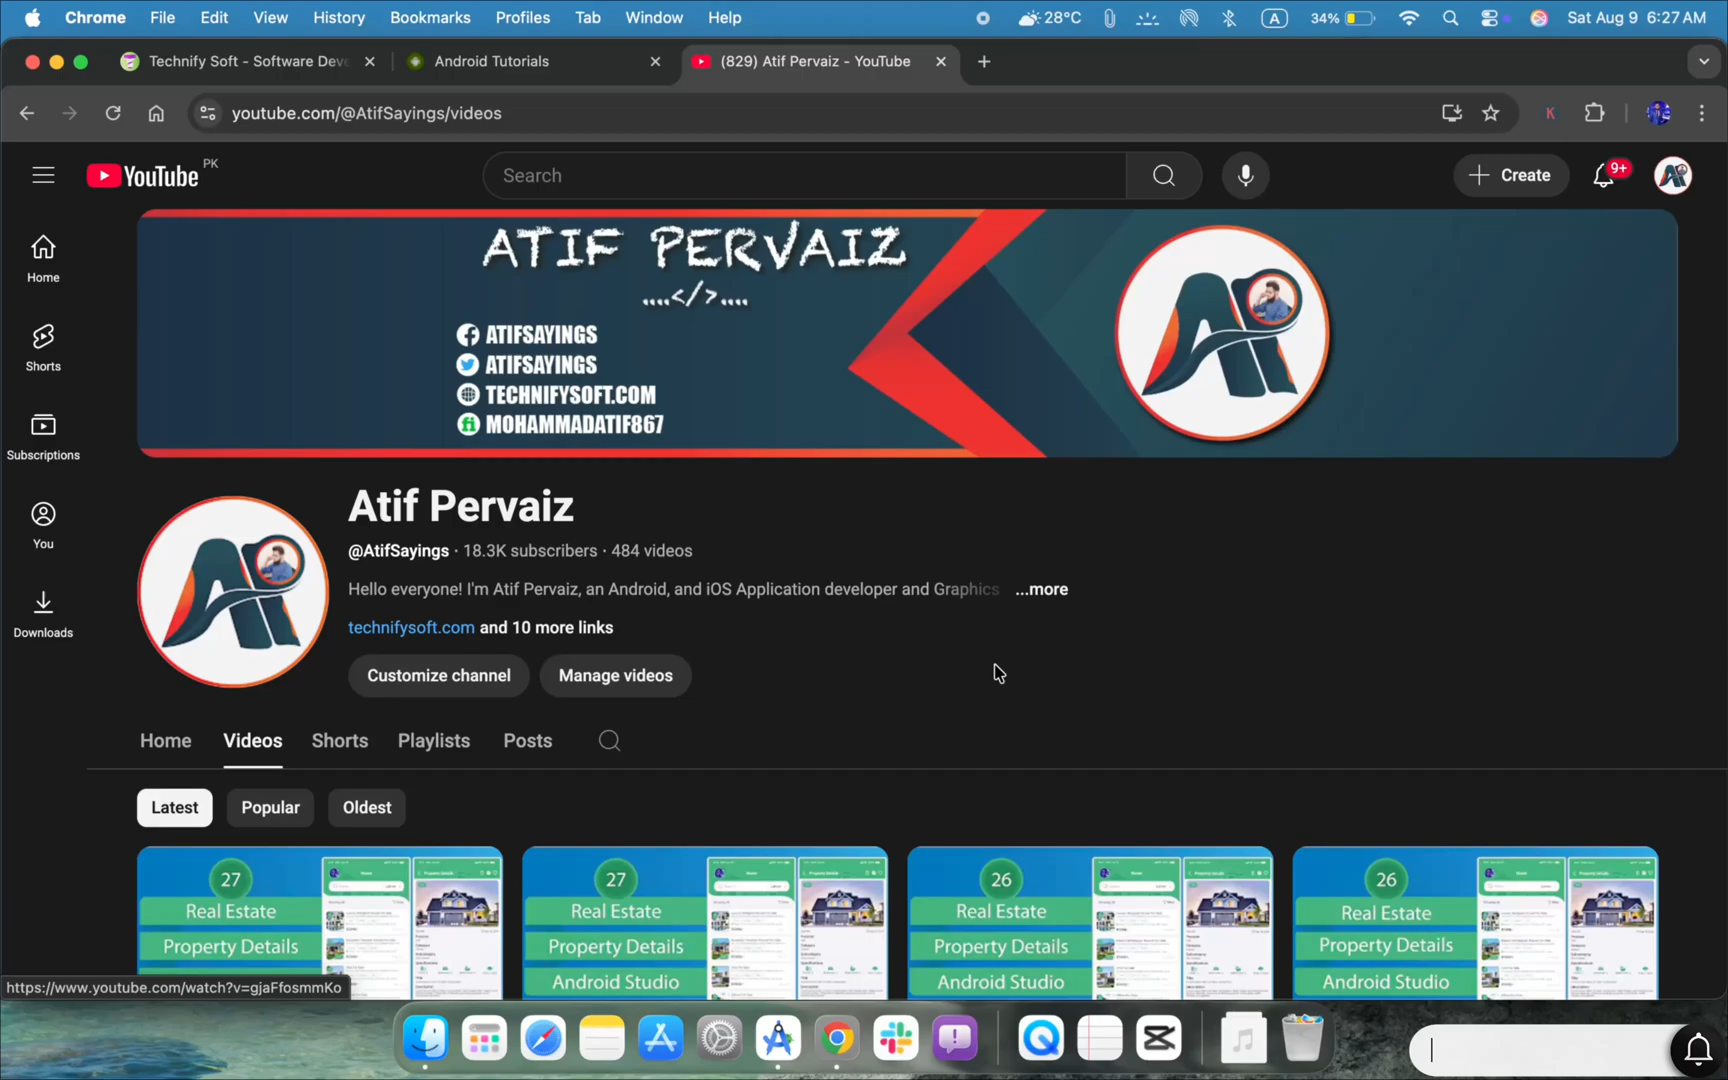 Chrome File Edit View History Bookmarks Profiles Tab Window Help 28°C A 34% Sat Aug 9 6:27 AM
Technify Soft - Software Deve Android Tutorials (829) Atif Pervaiz - YouTube
youtube.com/@AtifSayings/videos K
YouTube PK Search Create 9+
ATIF PERVAIZ
....</>....
ATIFSAYINGS
ATIFSAYINGS
TECHNIFYSOFT.COM
fi MOHAMMADATIF867
Home
Shorts
Subscriptions
You
Downloads
Atif Pervaiz
@AtifSayings · 18.3K subscribers · 484 videos
Hello everyone! I'm Atif Pervaiz, an Android, and iOS Application developer and Graphics ...more
technifysoft.com and 10 more links
Customize channel Manage videos
Home Videos Shorts Playlists Posts
Latest Popular Oldest
27 27 26 26
Real Estate Real Estate Real Estate Real Estate
Property Details Property Details Property Details Property Details
Android Studio Android Studio Android Studio
https://www.youtube.com/watch?v=gjaFfosmmKo